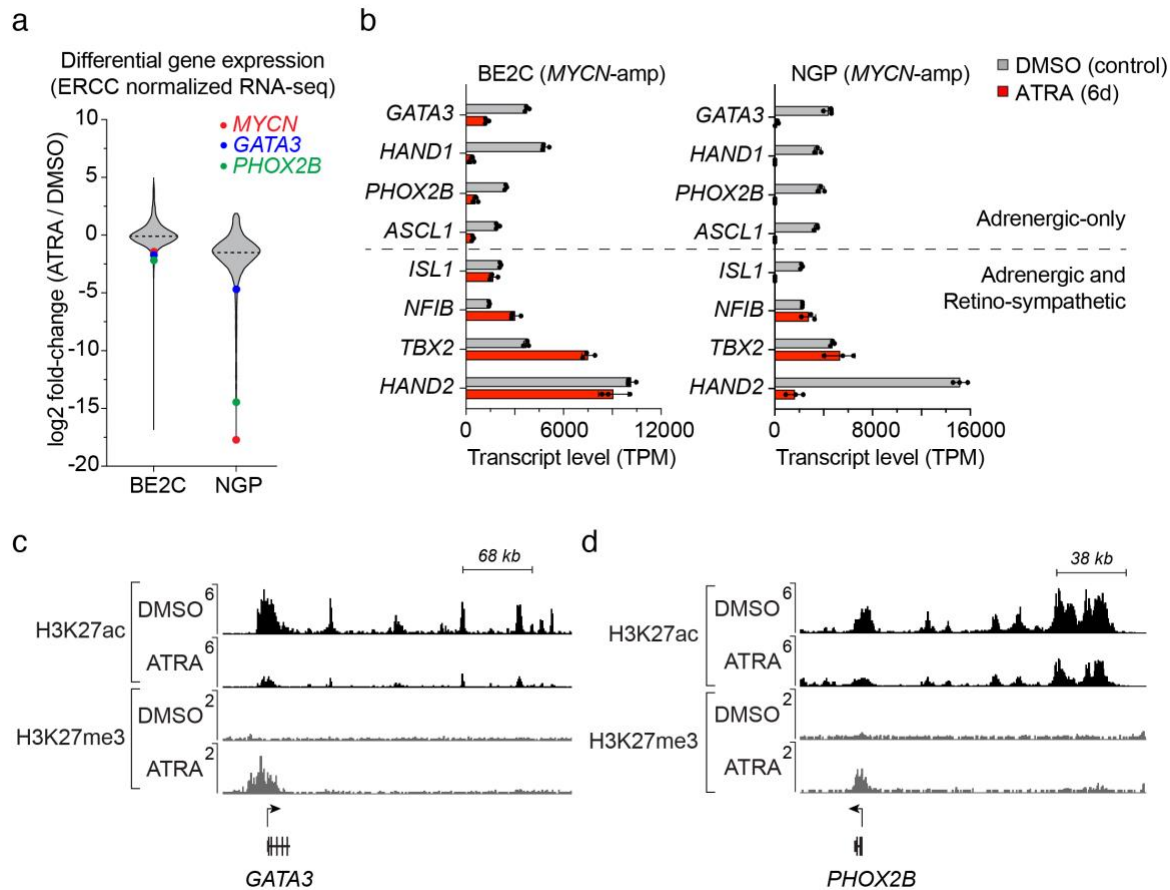 a
Differential gene expression
(ERCC normalized RNA-seq)
log2 fold-change (ATRA / DMSO)
10
5
0
-5
-10
-15
-20
MYCN
GATA3
PHOX2B
BE2C
NGP
b
BE2C (MYCN-amp)
GATA3
HAND1
PHOX2B
ASCL1
ISL1
NFIB
TBX2
HAND2
0
6000
12000
Transcript level (TPM)
NGP (MYCN-amp)
GATA3
HAND1
PHOX2B
ASCL1
ISL1
NFIB
TBX2
HAND2
0
8000
16000
Transcript level (TPM)
DMSO (control)
ATRA (6d)
Adrenergic-only
Adrenergic and
Retino-sympathetic
c
68 kb
H3K27ac
DMSO 6
ATRA 6
H3K27me3
DMSO 2
ATRA 2
GATA3
d
38 kb
H3K27ac
DMSO 6
ATRA 6
H3K27me3
DMSO 2
ATRA 2
PHOX2B